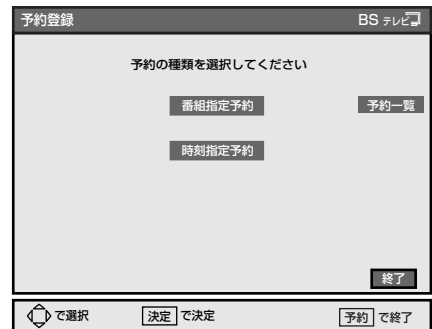 予約登録 BS テレビ
予約の種類を選択してください
番組指定予約 予約一覧
時刻指定予約
終了
で選択 決定 で決定 予約 で終了